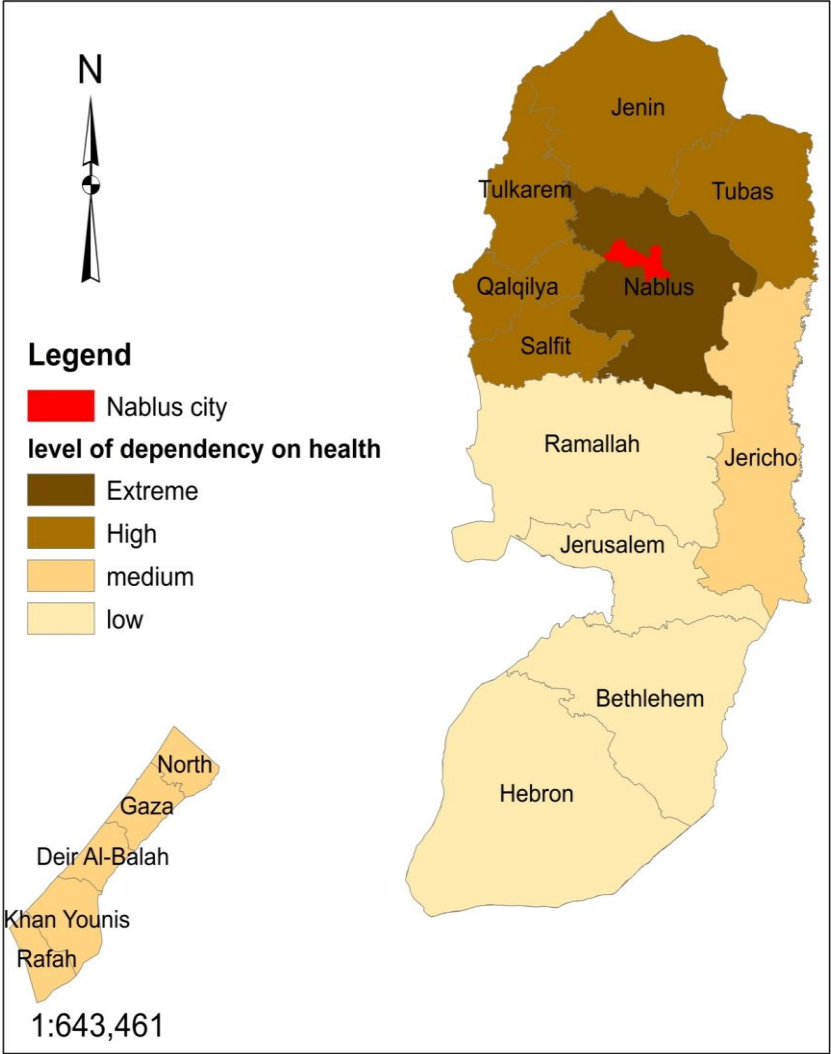 N
Jenin
Tulkarem
Tubas
Qalqilya
Nablus
Salfit
Legend
Nablus city
level of dependency on health
Extreme
High
medium
low
Ramallah
Jericho
Jerusalem
Bethlehem
Hebron
North
Gaza
Deir Al-Balah
Khan Younis
Rafah
1:643,461